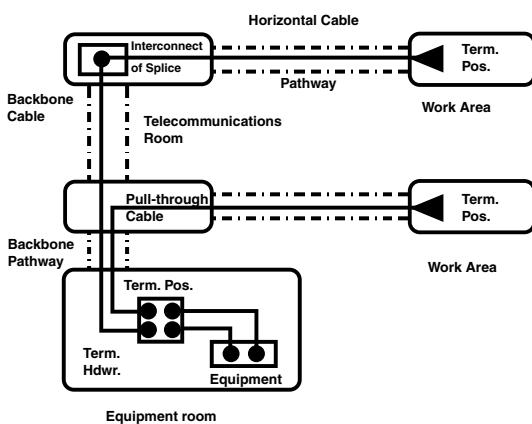 Horizontal Cable
Interconnect
of Splice
Term.
Pos.
Pathway
Backbone
Cable
Telecommunications
Room
Work Area
Pull-through
Cable
Term.
Pos.
Backbone
Pathway
Work Area
Term. Pos.
Term.
Hdwr.
Equipment
Equipment room